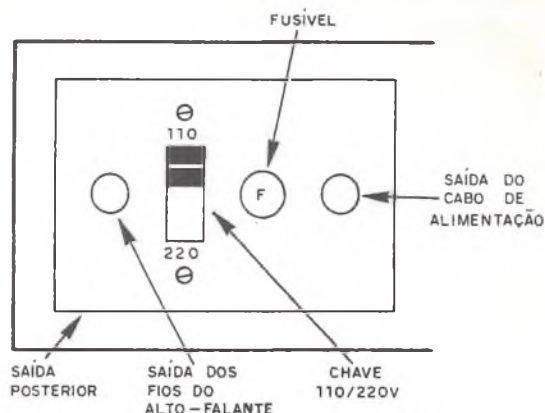 FUSÍVEL
110
F
220
SAÍDA DO
CABO DE
ALIMENTAÇÃO
SAÍDA
POSTERIOR
SAÍDA DOS
FIOS DO
ALTO-FALANTE
CHAVE
110/220V